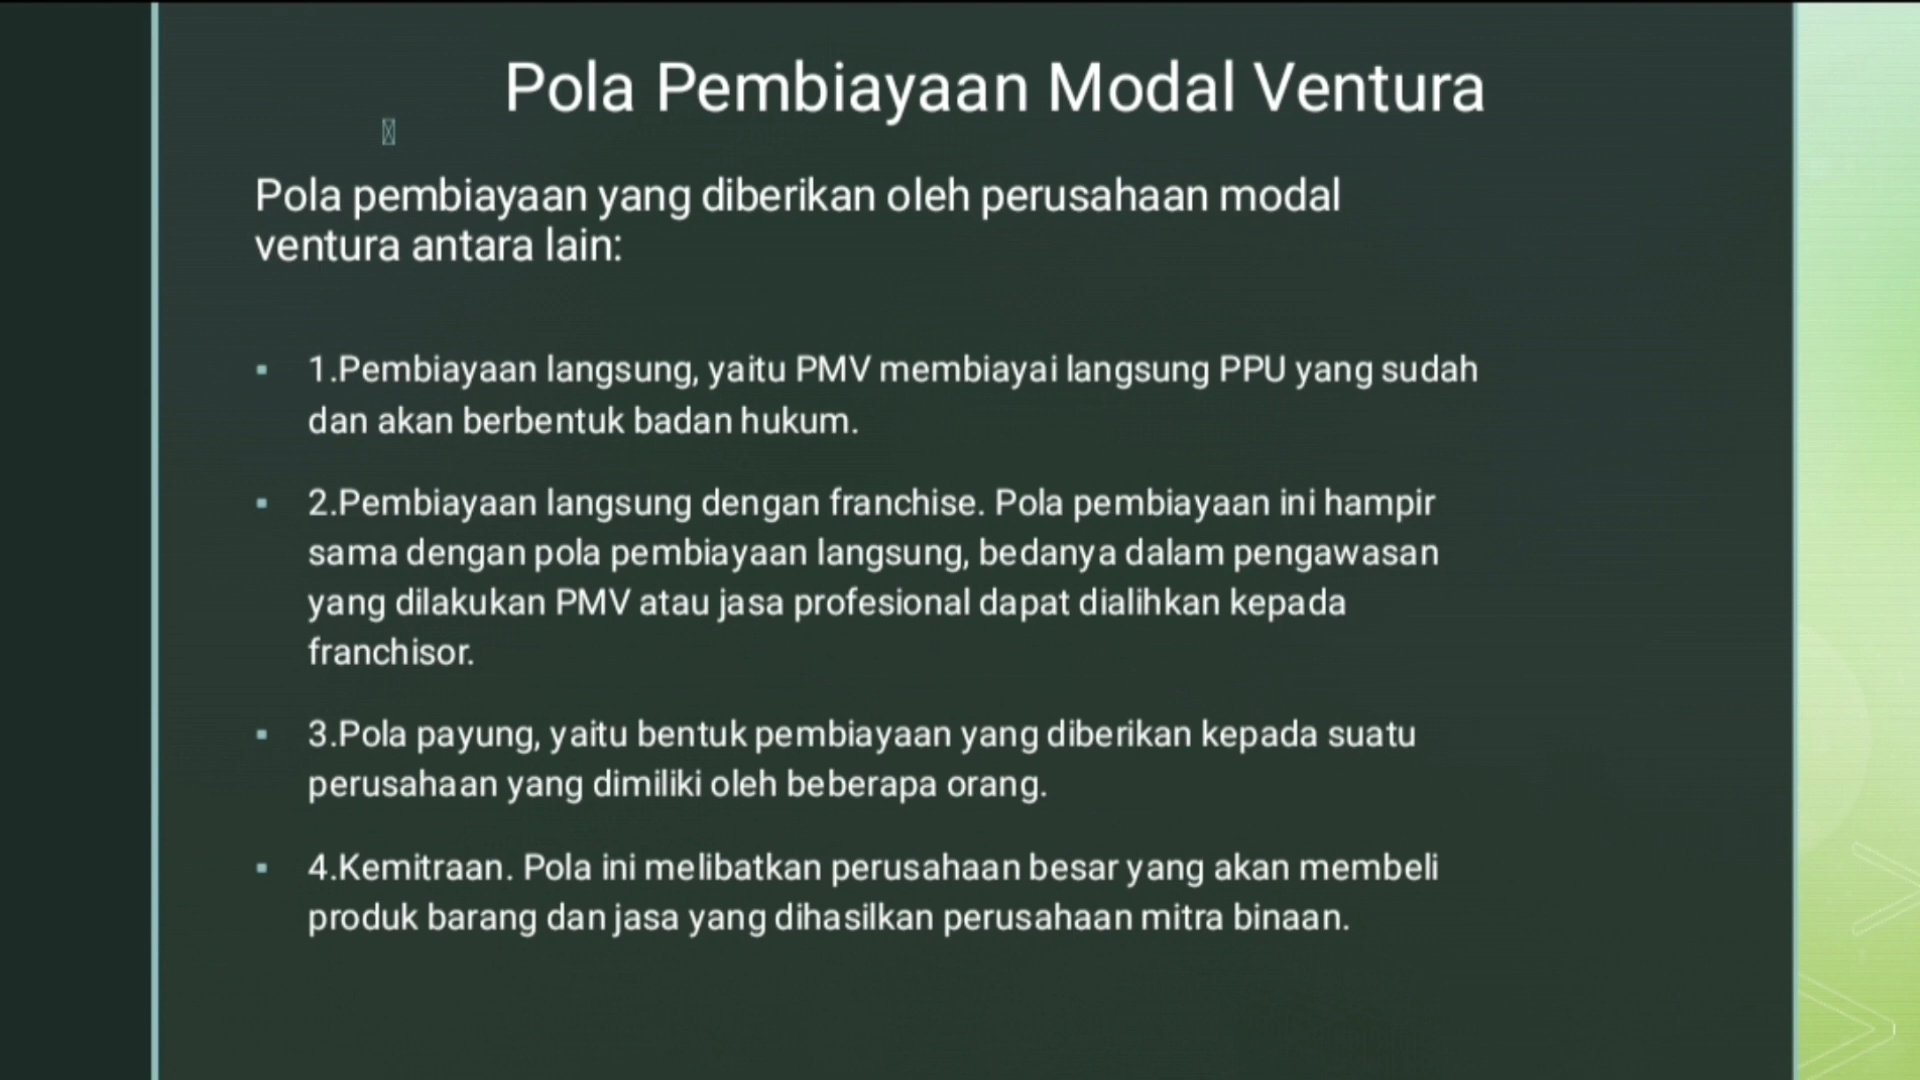 Pola Pembiayaan Modal Ventura
Pola pembiayaan yang diberikan oleh perusahaan modal
ventura antara lain:
1.Pembiayaan langsung, yaitu PMV membiayai langsung PPU yang sudah
dan akan berbentuk badan hukum.
2.Pembiayaan langsung dengan franchise. Pola pembiayaan ini hampir
sama dengan pola pembiayaan langsung, bedanya dalam pengawasan
yang dilakukan PMV atau jasa profesional dapat dialihkan kepada
franchisor.
3.Pola payung, yaitu bentuk pembiayaan yang diberikan kepada suatu
perusahaan yang dimiliki oleh beberapa orang.
4.Kemitraan. Pola ini melibatkan perusahaan besar yang akan membeli
produk barang dan jasa yang dihasilkan perusahaan mitra binaan.